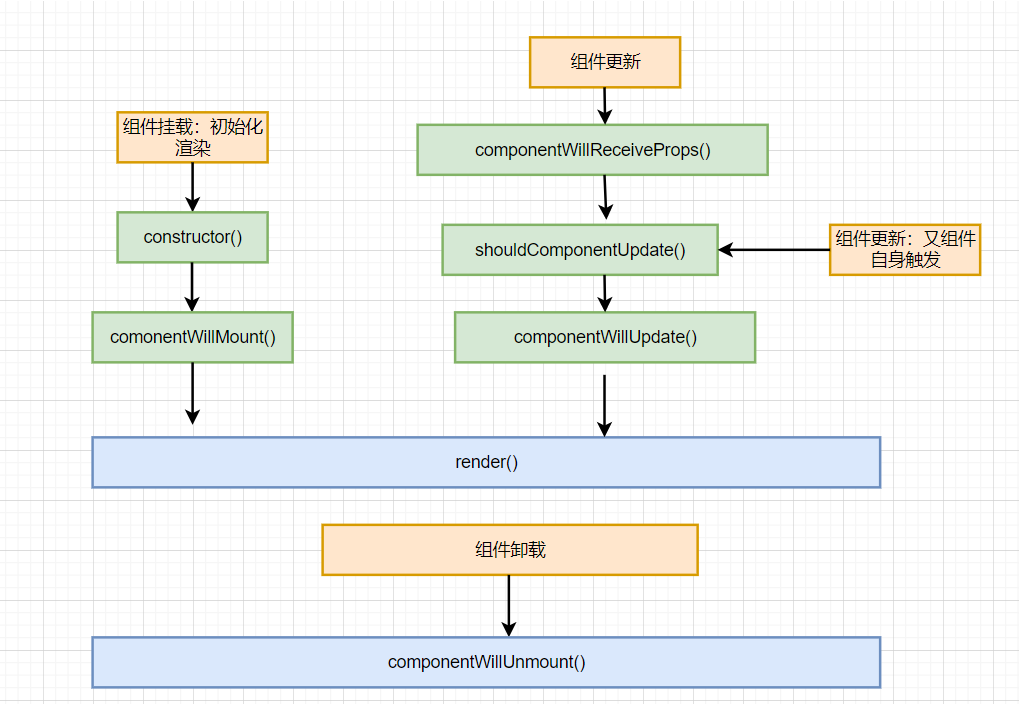 组件更新
组件挂载：初始化
渲染
componentWillReceiveProps()
constructor()
shouldComponentUpdate()
组件更新：又组件
自身触发
comonentWillMount()
componentWillUpdate()
render()
组件卸载
componentWillUnmount()